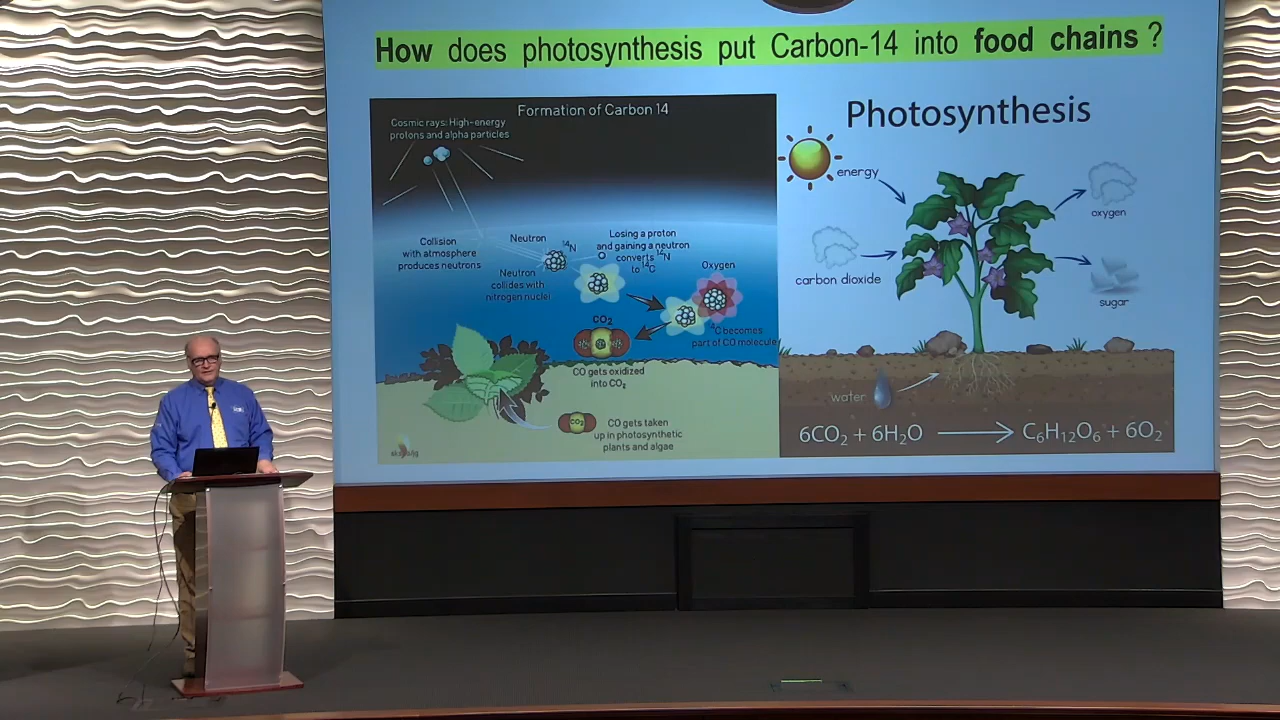 How does photosynthesis put Carbon-14 into food chains ?
Formation of Carbon 14
Cosmic rays: High-energy
protons and alpha particles
Collision
with atmosphere
produces neutrons
Neutron
¹⁴N
Neutron
collides with
nitrogen nuclei
Losing a proton
and gaining a neutron
converts ¹⁴N
to ¹⁴C
Oxygen
⁴C becomes
part of CO molecule
CO₂
CO gets oxidized
into CO₂
CO₂
CO gets taken
up in photosynthetic
plants and algae
Photosynthesis
energy
oxygen
carbon dioxide
sugar
water
6CO₂ + 6H₂O → C₆H₁₂O₆ + 6O₂